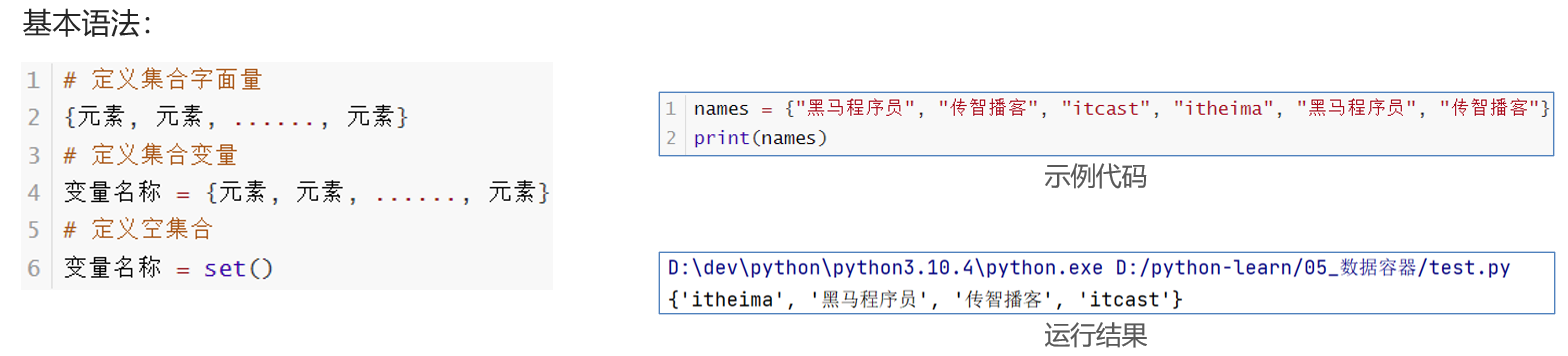 基本语法：
1 # 定义集合字面量
2 {元素, 元素, ......, 元素}
3 # 定义集合变量
4 变量名称 = {元素, 元素, ......, 元素}
5 # 定义空集合
6 变量名称 = set()
1 names = {"黑马程序员", "传智播客", "itcast", "itheima", "黑马程序员", "传智播客"}
2 print(names)
示例代码
D:\dev\python\python3.10.4\python.exe D:/python-learn/05_数据容器/test.py
{'itheima', '黑马程序员', '传智播客', 'itcast'}
运行结果